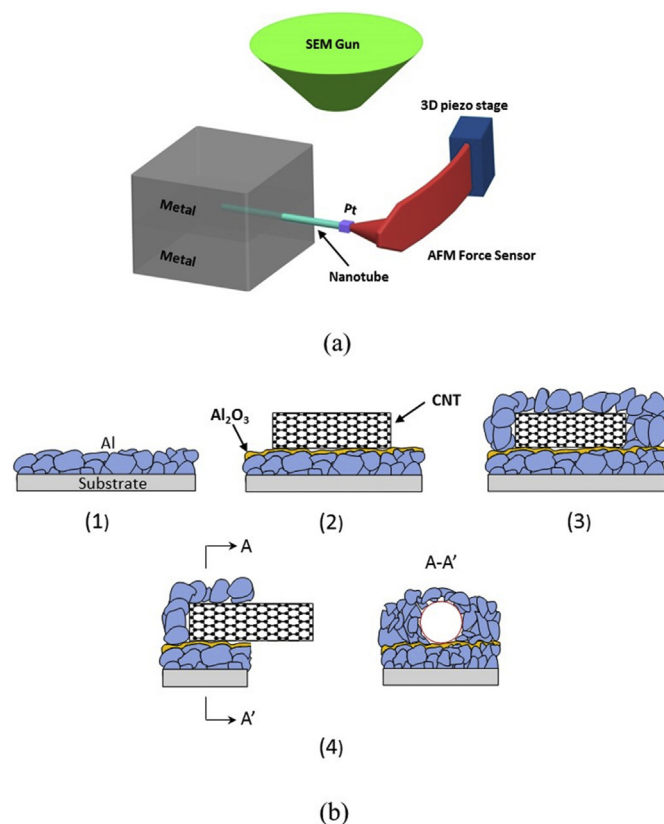 SEM Gun
3D piezo stage
Metal
Pt
Metal
AFM Force Sensor
Nanotube
(a)
Al₂O₃
CNT
Al
Substrate
(1)
(2)
(3)
A
A-A'
A'
(4)
(b)